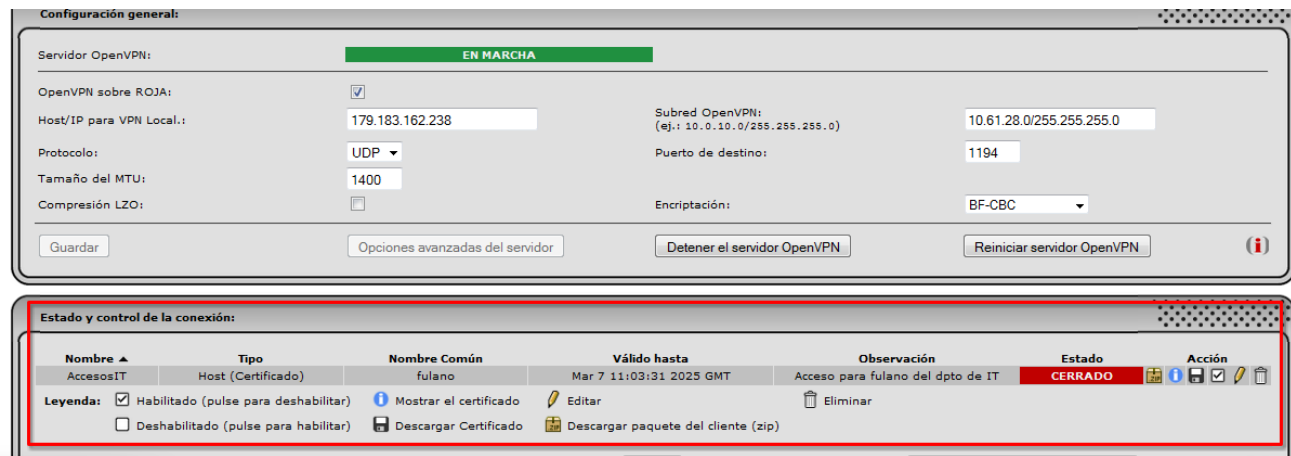 Configuración general:
Servidor OpenVPN: EN MARCHA
OpenVPN sobre ROJA:
Host/IP para VPN Local.: 179.183.162.238 Subred OpenVPN: (ej.: 10.0.10.0/255.255.255.0) 10.61.28.0/255.255.255.0
Protocolo: UDP Puerto de destino: 1194
Tamaño del MTU: 1400
Compresión LZO: Encriptación: BF-CBC
Guardar Opciones avanzadas del servidor Detener el servidor OpenVPN Reiniciar servidor OpenVPN (i)
Estado y control de la conexión:
Nombre Tipo Nombre Común Válido hasta Observación Estado Acción
AccesosIT Host (Certificado) fulano Mar 7 11:03:31 2025 GMT Acceso para fulano del dpto de IT CERRADO
Leyenda: Habilitado (pulse para deshabilitar) Mostrar el certificado Editar Eliminar
Deshabilitado (pulse para habilitar) Descargar Certificado Descargar paquete del cliente (zip)